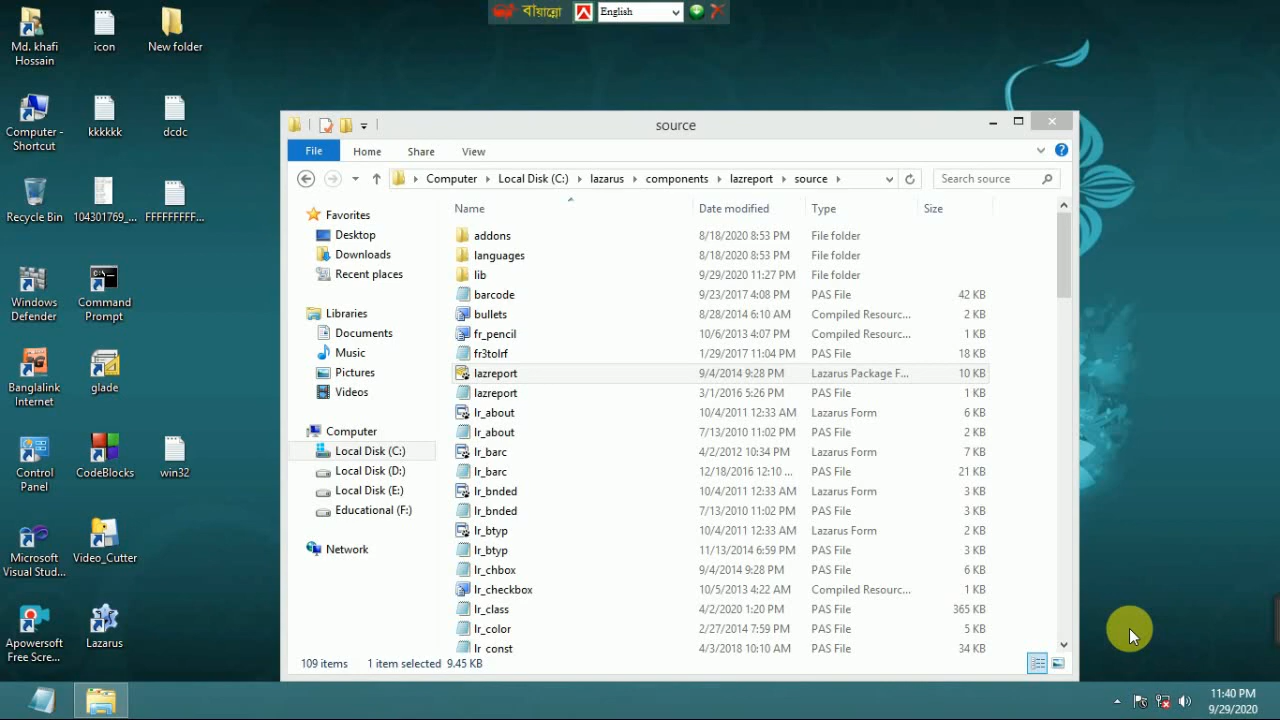 বায়ান্নো English
Md. khafi Hossain
icon
New folder
Computer - Shortcut
kkkkkk
dcdc
Recycle Bin
104301769_...
FFFFFFFFF...
Windows Defender
Command Prompt
Banglalink Internet
glade
Control Panel
CodeBlocks
win32
Microsoft Visual Stud...
Video_Cutter
Apowersoft Free Scre...
Lazarus
source
File Home Share View
Computer Local Disk (C:) lazarus components lazreport source Search source
Favorites
Desktop
Downloads
Recent places
Libraries
Documents
Music
Pictures
Videos
Computer
Local Disk (C:)
Local Disk (D:)
Local Disk (E:)
Educational (F:)
Network
Name Date modified Type Size
addons 8/18/2020 8:53 PM File folder
languages 8/18/2020 8:53 PM File folder
lib 9/29/2020 11:27 PM File folder
barcode 9/23/2017 4:08 PM PAS File 42 KB
bullets 8/28/2014 6:10 AM Compiled Resourc... 2 KB
fr_pencil 10/6/2013 4:07 PM Compiled Resourc... 1 KB
fr3tolrf 1/29/2017 11:04 PM PAS File 18 KB
lazreport 9/4/2014 9:28 PM Lazarus Package F... 10 KB
lazreport 3/1/2016 5:26 PM PAS File 1 KB
lr_about 10/4/2011 12:33 AM Lazarus Form 6 KB
lr_about 7/13/2010 11:02 PM PAS File 2 KB
lr_barc 4/2/2012 10:34 PM Lazarus Form 7 KB
lr_barc 12/18/2016 12:10 ... PAS File 21 KB
lr_bnded 10/4/2011 12:33 AM Lazarus Form 3 KB
lr_bnded 7/13/2010 11:02 PM PAS File 3 KB
lr_btyp 10/4/2011 12:33 AM Lazarus Form 2 KB
lr_btyp 11/13/2014 6:59 PM PAS File 3 KB
lr_chbox 9/4/2014 9:28 PM PAS File 6 KB
lr_checkbox 10/5/2013 4:22 AM Compiled Resourc... 1 KB
lr_class 4/2/2020 1:20 PM PAS File 365 KB
lr_color 2/27/2014 7:59 PM PAS File 5 KB
lr_const 4/3/2018 10:10 AM PAS File 34 KB
109 items 1 item selected 9.45 KB
11:40 PM
9/29/2020